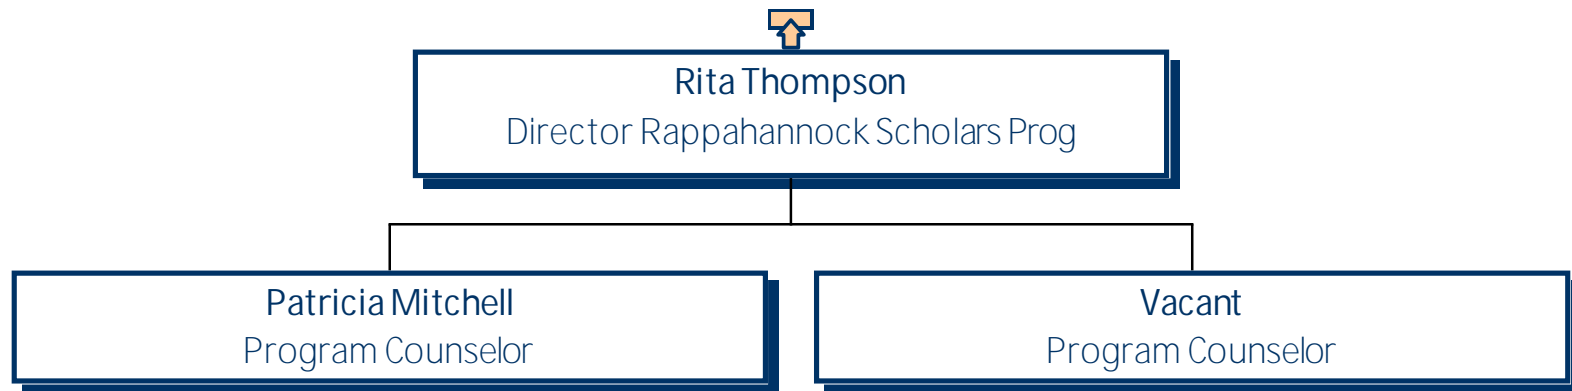 Rita Thompson
Director Rappahannock Scholars Prog
Patricia Mitchell
Program Counselor
Vacant
Program Counselor